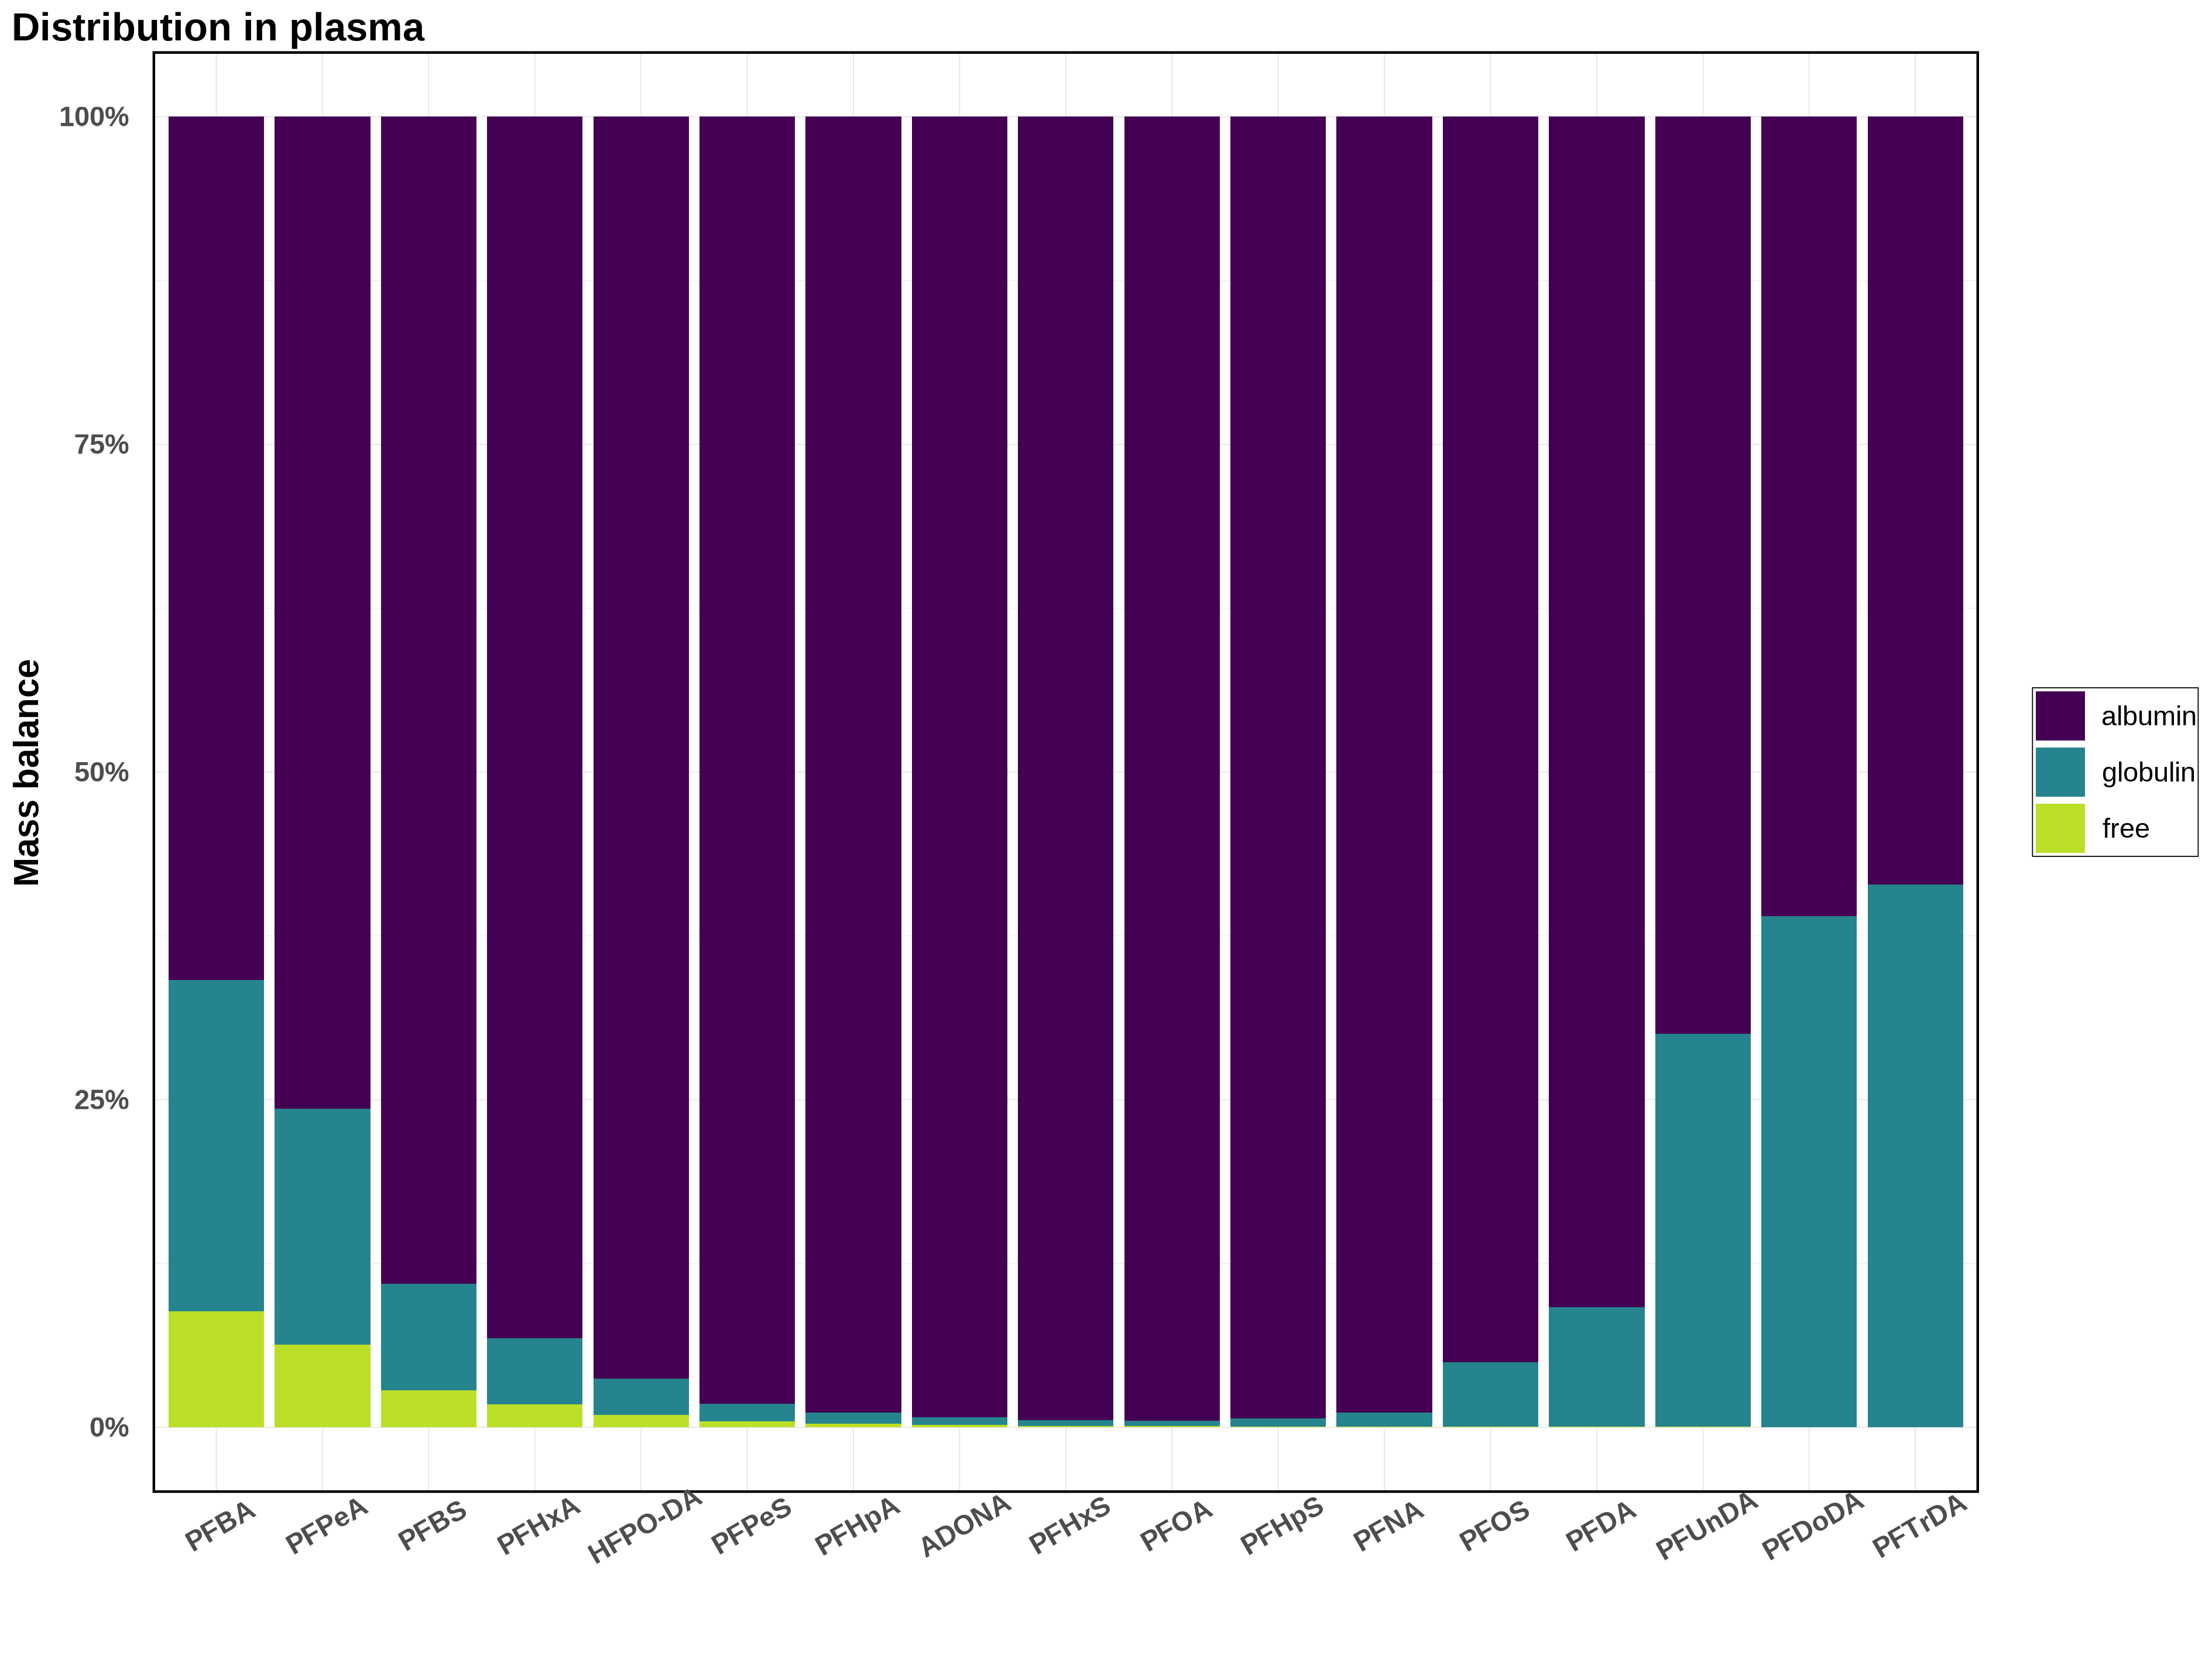 Distribution in plasma
Mass balance
100%
75%
50%
25%
0%
PFBA
PFPeA
PFBS
PFHxA
HFPO-DA
PFPeS
PFHpA
ADONA
PFHxS
PFOA
PFHpS
PFNA
PFOS
PFDA
PFUnDA
PFDoDA
PFTrDA
albumin
globulin
free